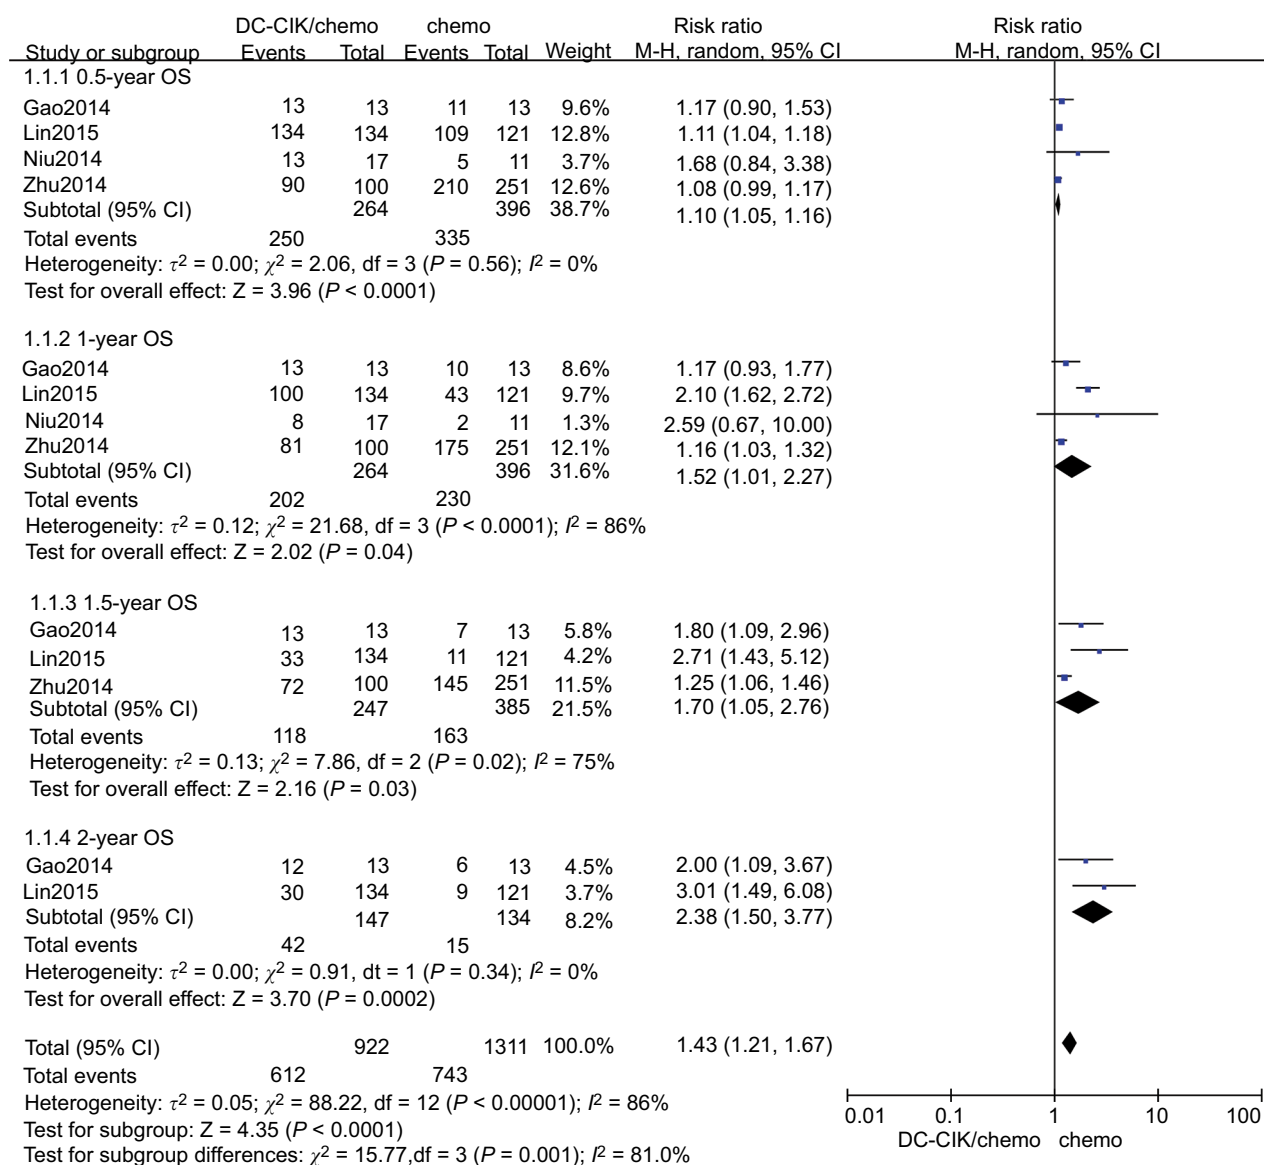 DC-CIK/chemo chemo Risk ratio Risk ratio
Study or subgroup Events Total Events Total Weight M-H, random, 95% CI M-H, random, 95% CI
1.1.1 0.5-year OS
Gao2014 13 13 11 13 9.6% 1.17 (0.90, 1.53)
Lin2015 134 134 109 121 12.8% 1.11 (1.04, 1.18)
Niu2014 13 17 5 11 3.7% 1.68 (0.84, 3.38)
Zhu2014 90 100 210 251 12.6% 1.08 (0.99, 1.17)
Subtotal (95% CI) 264 396 38.7% 1.10 (1.05, 1.16)
Total events 250 335
Heterogeneity: τ² = 0.00; χ² = 2.06, df = 3 (P = 0.56); I² = 0%
Test for overall effect: Z = 3.96 (P < 0.0001)
1.1.2 1-year OS
Gao2014 13 13 10 13 8.6% 1.17 (0.93, 1.77)
Lin2015 100 134 43 121 9.7% 2.10 (1.62, 2.72)
Niu2014 8 17 2 11 1.3% 2.59 (0.67, 10.00)
Zhu2014 81 100 175 251 12.1% 1.16 (1.03, 1.32)
Subtotal (95% CI) 264 396 31.6% 1.52 (1.01, 2.27)
Total events 202 230
Heterogeneity: τ² = 0.12; χ² = 21.68, df = 3 (P < 0.0001); I² = 86%
Test for overall effect: Z = 2.02 (P = 0.04)
1.1.3 1.5-year OS
Gao2014 13 13 7 13 5.8% 1.80 (1.09, 2.96)
Lin2015 33 134 11 121 4.2% 2.71 (1.43, 5.12)
Zhu2014 72 100 145 251 11.5% 1.25 (1.06, 1.46)
Subtotal (95% CI) 247 385 21.5% 1.70 (1.05, 2.76)
Total events 118 163
Heterogeneity: τ² = 0.13; χ² = 7.86, df = 2 (P = 0.02); I² = 75%
Test for overall effect: Z = 2.16 (P = 0.03)
1.1.4 2-year OS
Gao2014 12 13 6 13 4.5% 2.00 (1.09, 3.67)
Lin2015 30 134 9 121 3.7% 3.01 (1.49, 6.08)
Subtotal (95% CI) 147 134 8.2% 2.38 (1.50, 3.77)
Total events 42 15
Heterogeneity: τ² = 0.00; χ² = 0.91, dt = 1 (P = 0.34); I² = 0%
Test for overall effect: Z = 3.70 (P = 0.0002)
Total (95% CI) 922 1311 100.0% 1.43 (1.21, 1.67)
Total events 612 743
Heterogeneity: τ² = 0.05; χ² = 88.22, df = 12 (P < 0.00001); I² = 86%
Test for subgroup: Z = 4.35 (P < 0.0001)
Test for subgroup differences: χ² = 15.77,df = 3 (P = 0.001); I² = 81.0%
0.01 0.1 1 10 100
DC-CIK/chemo chemo